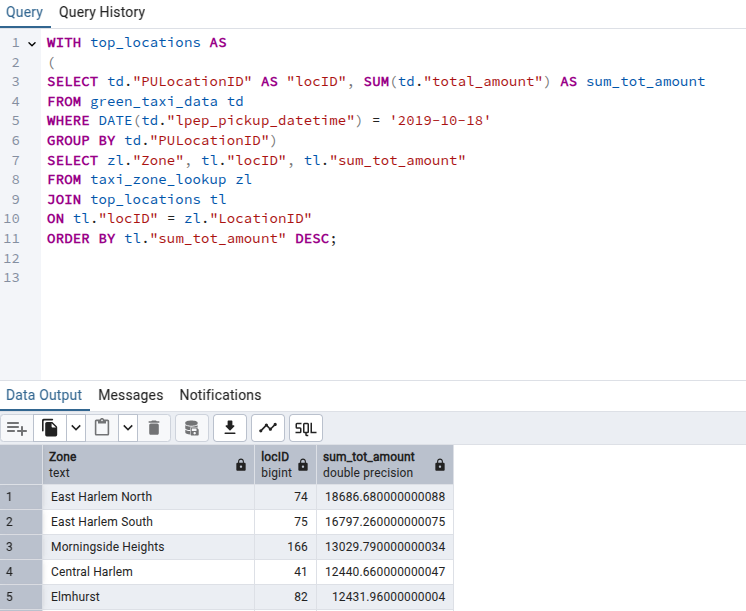 Query Query History
1 WITH top_locations AS
2 (
3 SELECT td."PULocationID" AS "locID", SUM(td."total_amount") AS sum_tot_amount
4 FROM green_taxi_data td
5 WHERE DATE(td."lpep_pickup_datetime") = '2019-10-18'
6 GROUP BY td."PULocationID")
7 SELECT zl."Zone", tl."locID", tl."sum_tot_amount"
8 FROM taxi_zone_lookup zl
9 JOIN top_locations tl
10 ON tl."locID" = zl."LocationID"
11 ORDER BY tl."sum_tot_amount" DESC;
12
13
Data Output Messages Notifications
SQL
Zone locID sum_tot_amount
text bigint double precision
1 East Harlem North 74 18686.680000000088
2 East Harlem South 75 16797.260000000075
3 Morningside Heights 166 13029.790000000034
4 Central Harlem 41 12440.660000000047
5 Elmhurst 82 12431.96000000004